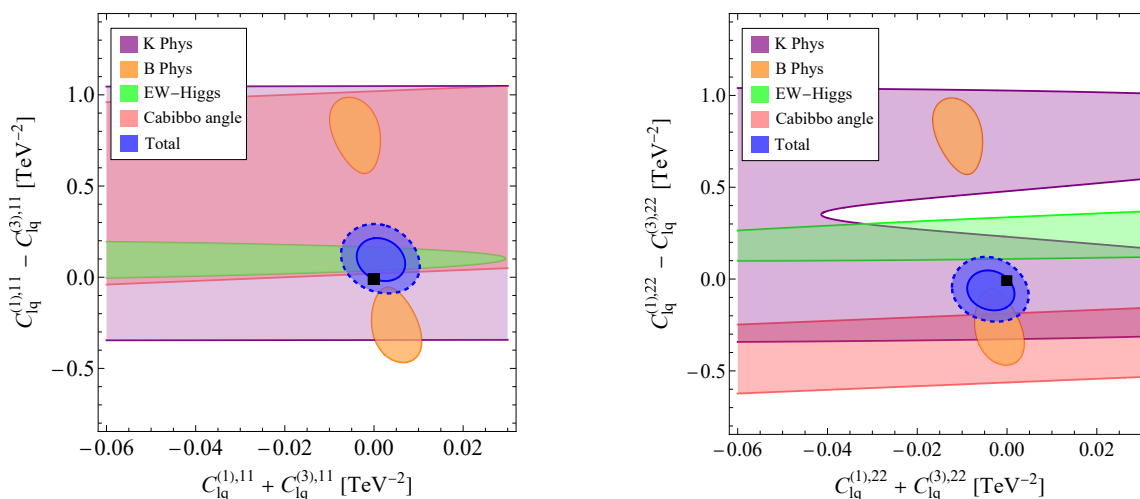 K Phys
B Phys
EW−Higgs
Cabibbo angle
Total
1.0
0.5
0.0
−0.5
−0.06
−0.04
−0.02
0.00
0.02
C_lq^(1),11 − C_lq^(3),11 [TeV^−2]
C_lq^(1),11 + C_lq^(3),11 [TeV^−2]
K Phys
B Phys
EW−Higgs
Cabibbo angle
Total
1.0
0.5
0.0
−0.5
−0.06
−0.04
−0.02
0.00
0.02
C_lq^(1),22 − C_lq^(3),22 [TeV^−2]
C_lq^(1),22 + C_lq^(3),22 [TeV^−2]